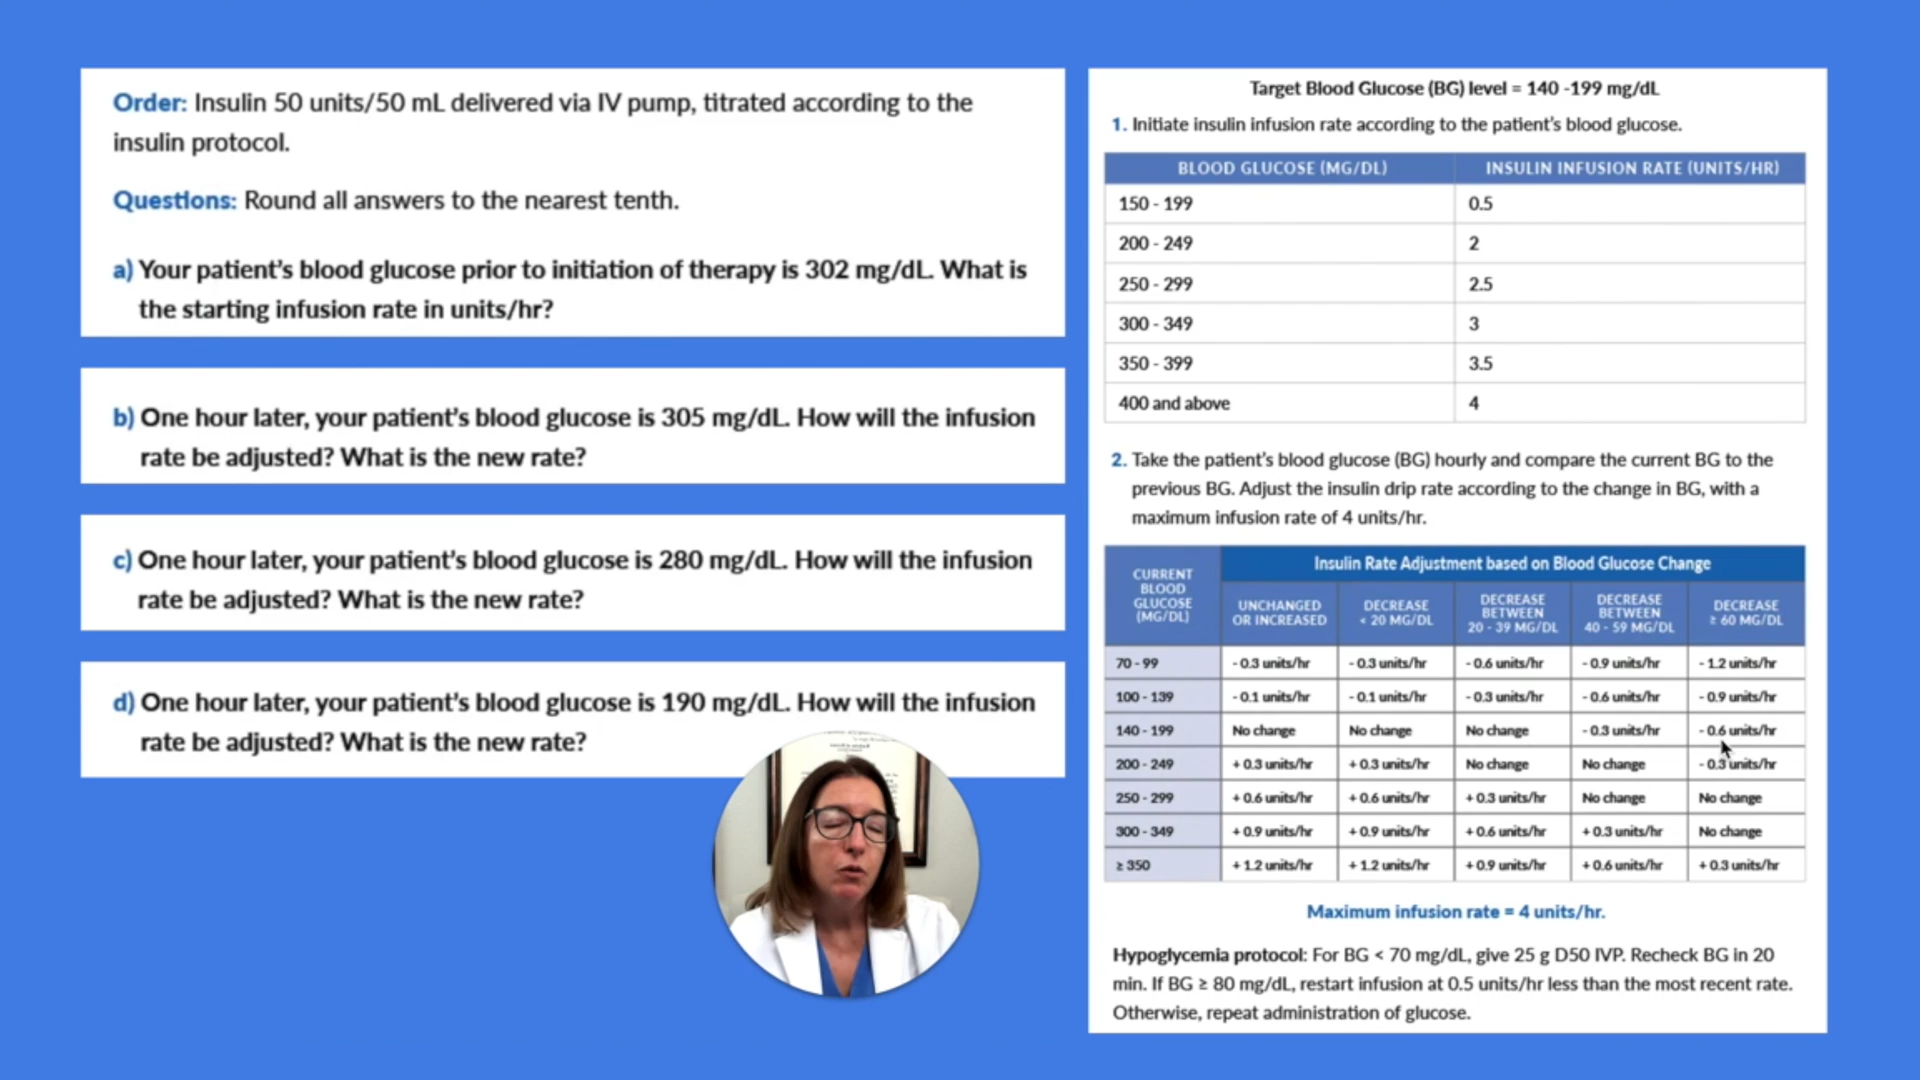 Order: Insulin 50 units/50 mL delivered via IV pump, titrated according to the
insulin protocol.
Questions: Round all answers to the nearest tenth.
a) Your patient's blood glucose prior to initiation of therapy is 302 mg/dL. What is
the starting infusion rate in units/hr?
b) One hour later, your patient's blood glucose is 305 mg/dL. How will the infusion
rate be adjusted? What is the new rate?
c) One hour later, your patient's blood glucose is 280 mg/dL. How will the infusion
rate be adjusted? What is the new rate?
d) One hour later, your patient's blood glucose is 190 mg/dL. How will the infusion
rate be adjusted? What is the new rate?
Target Blood Glucose (BG) level = 140 -199 mg/dL
1. Initiate insulin infusion rate according to the patient's blood glucose.
BLOOD GLUCOSE (MG/DL) INSULIN INFUSION RATE (UNITS/HR)
150 - 199 0.5
200 - 249 2
250 - 299 2.5
300 - 349 3
350 - 399 3.5
400 and above 4
2. Take the patient's blood glucose (BG) hourly and compare the current BG to the
previous BG. Adjust the insulin drip rate according to the change in BG, with a
maximum infusion rate of 4 units/hr.
CURRENT
BLOOD
GLUCOSE
(MG/DL)
Insulin Rate Adjustment based on Blood Glucose Change
UNCHANGED
OR INCREASED
DECREASE
< 20 MG/DL
DECREASE
BETWEEN
20 - 39 MG/DL
DECREASE
BETWEEN
40 - 59 MG/DL
DECREASE
≥ 60 MG/DL
70 - 99 - 0.3 units/hr - 0.3 units/hr - 0.6 units/hr - 0.9 units/hr - 1.2 units/hr
100 - 139 - 0.1 units/hr - 0.1 units/hr - 0.3 units/hr - 0.6 units/hr - 0.9 units/hr
140 - 199 No change No change No change - 0.3 units/hr - 0.6 units/hr
200 - 249 + 0.3 units/hr + 0.3 units/hr No change No change - 0.3 units/hr
250 - 299 + 0.6 units/hr + 0.6 units/hr + 0.3 units/hr No change No change
300 - 349 + 0.9 units/hr + 0.9 units/hr + 0.6 units/hr + 0.3 units/hr No change
≥ 350 + 1.2 units/hr + 1.2 units/hr + 0.9 units/hr + 0.6 units/hr + 0.3 units/hr
Maximum infusion rate = 4 units/hr.
Hypoglycemia protocol: For BG < 70 mg/dL, give 25 g D50 IVP. Recheck BG in 20
min. If BG ≥ 80 mg/dL, restart infusion at 0.5 units/hr less than the most recent rate.
Otherwise, repeat administration of glucose.